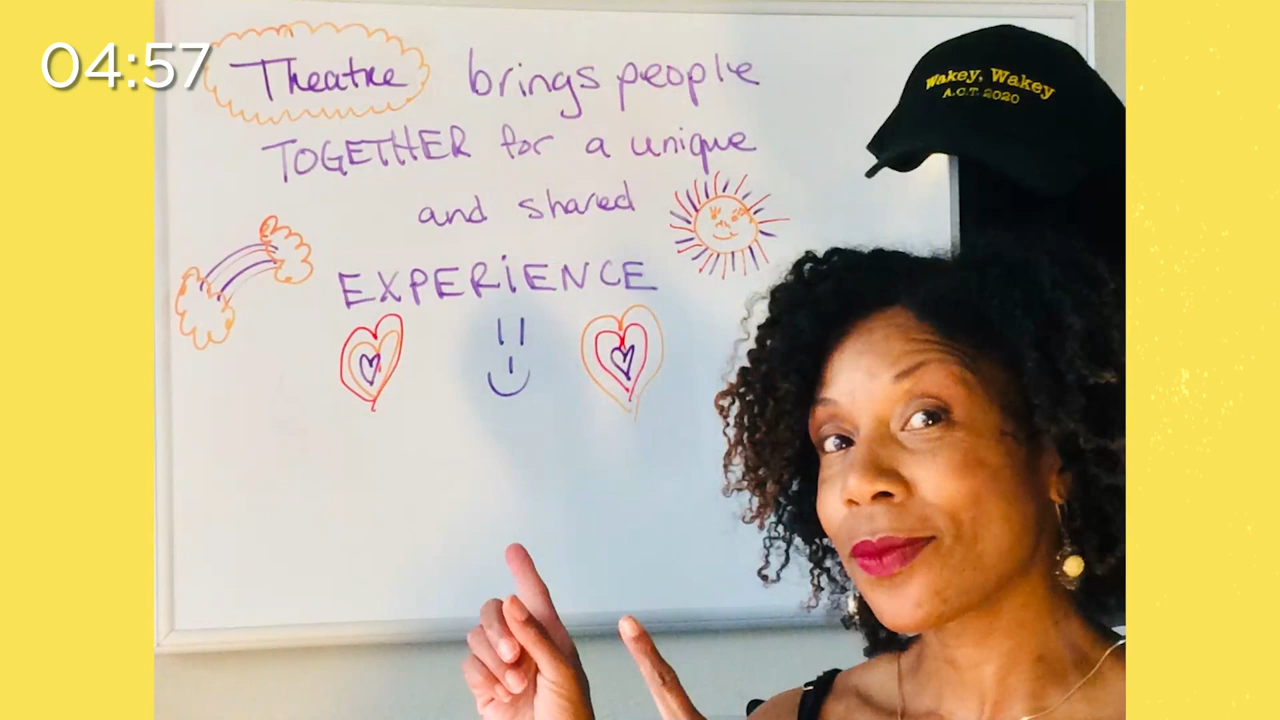 04:57
Theatre brings people
TOGETHER for a unique
and shared
EXPERiENCE
Wakey, Wakey
A.C.T. 2020